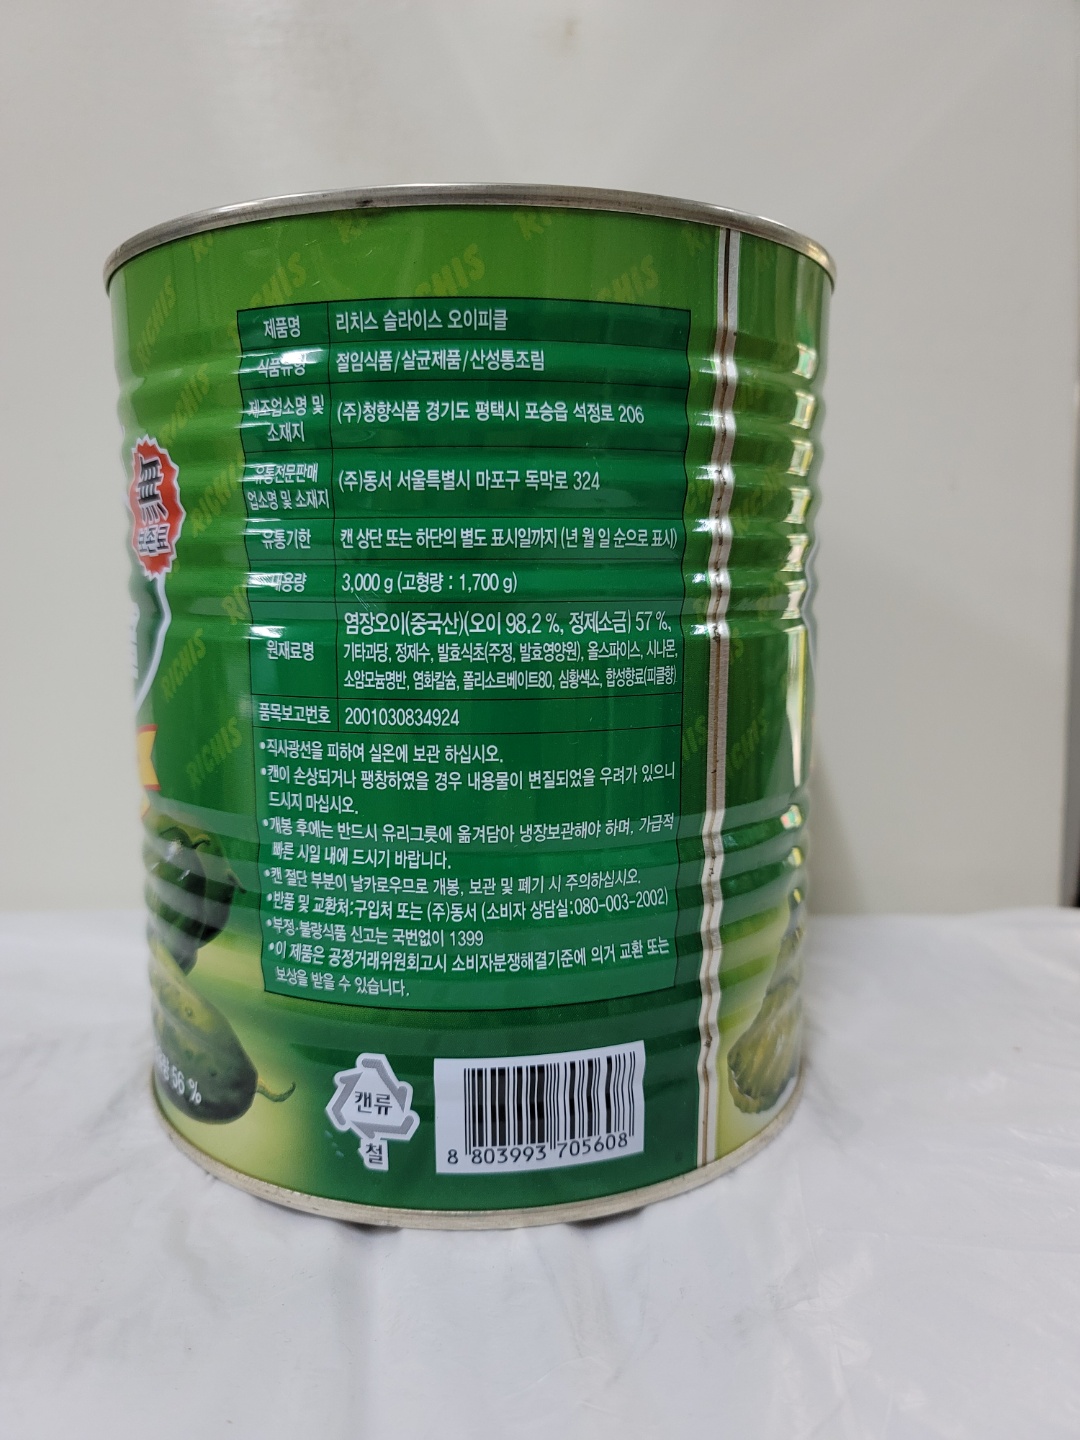 RICHIS
無
보존료
제품명 리치스 슬라이스 오이피클
식품유형 절임식품/살균제품/산성통조림
제조업소명 및 소재지 (주)청향식품 경기도 평택시 포승읍 석정로 206
유통전문판매업소명 및 소재지 (주)동서 서울특별시 마포구 독막로 324
유통기한 캔 상단 또는 하단의 별도 표시일까지 (년 월 일 순으로 표시)
내용량 3,000 g (고형량 : 1,700 g)
원재료명 염장오이(중국산)(오이 98.2 %, 정제소금) 57 %,
기타과당, 정제수, 발효식초(주정, 발효영양원), 올스파이스, 시나몬,
소암모늄명반, 염화칼슘, 폴리소르베이트80, 심황색소, 합성향료(피클향)
품목보고번호 2001030834924
•직사광선을 피하여 실온에 보관 하십시오.
•캔이 손상되거나 팽창하였을 경우 내용물이 변질되었을 우려가 있으니
드시지 마십시오.
•개봉 후에는 반드시 유리그릇에 옮겨담아 냉장보관해야 하며, 가급적
빠른 시일 내에 드시기 바랍니다.
•캔 절단 부분이 날카로우므로 개봉, 보관 및 폐기 시 주의하십시오.
•반품 및 교환처:구입처 또는 (주)동서 (소비자 상담실:080-003-2002)
•부정·불량식품 신고는 국번없이 1399
•이 제품은 공정거래위원회고시 소비자분쟁해결기준에 의거 교환 또는
보상을 받을 수 있습니다.
56 %
캔류
철
8 803993 705608